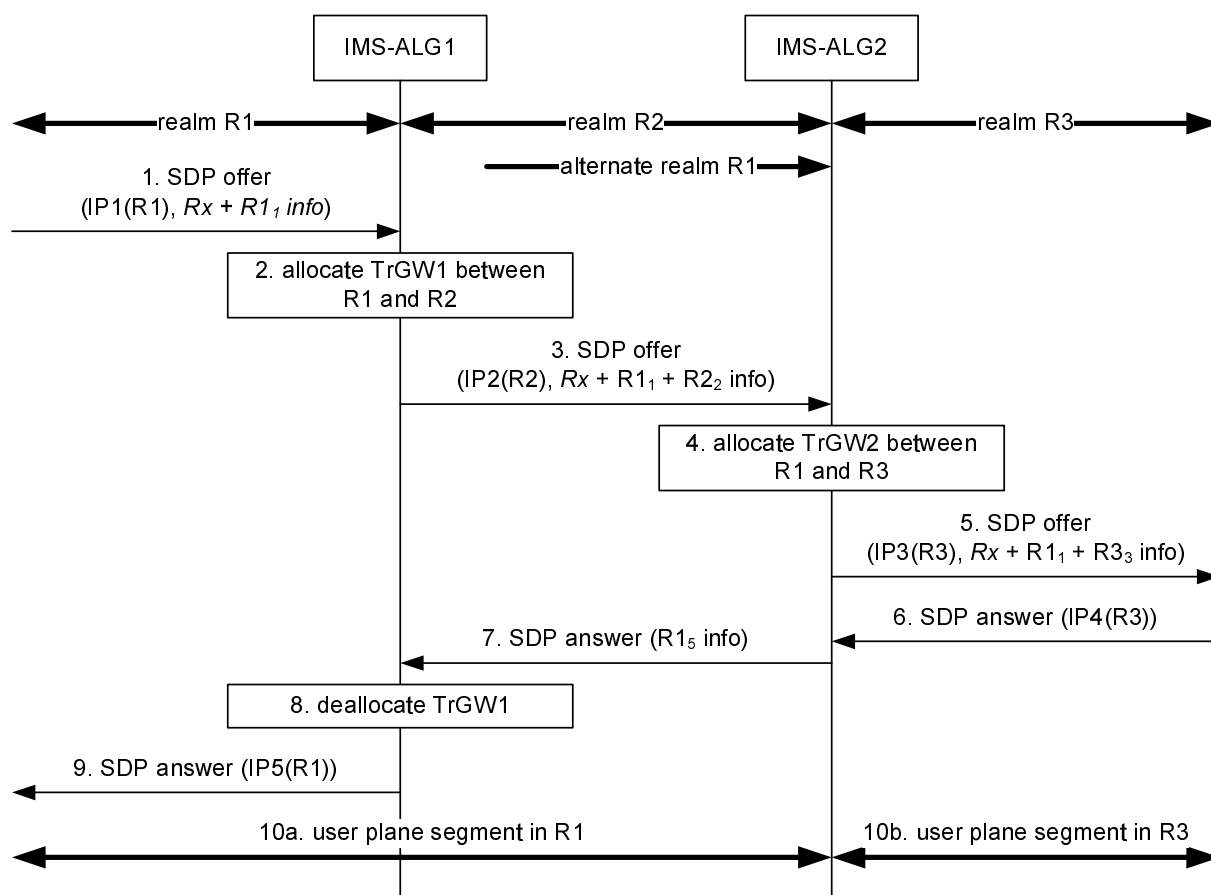 IMS-ALG1
IMS-ALG2
realm R1
realm R2
realm R3
alternate realm R1
1. SDP offer
(IP1(R1), Rx + R1₁ info)
2. allocate TrGW1 between
R1 and R2
3. SDP offer
(IP2(R2), Rx + R1₁ + R2₂ info)
4. allocate TrGW2 between
R1 and R3
5. SDP offer
(IP3(R3), Rx + R1₁ + R3₃ info)
6. SDP answer (IP4(R3))
7. SDP answer (R1₅ info)
8. deallocate TrGW1
9. SDP answer (IP5(R1))
10a. user plane segment in R1
10b. user plane segment in R3